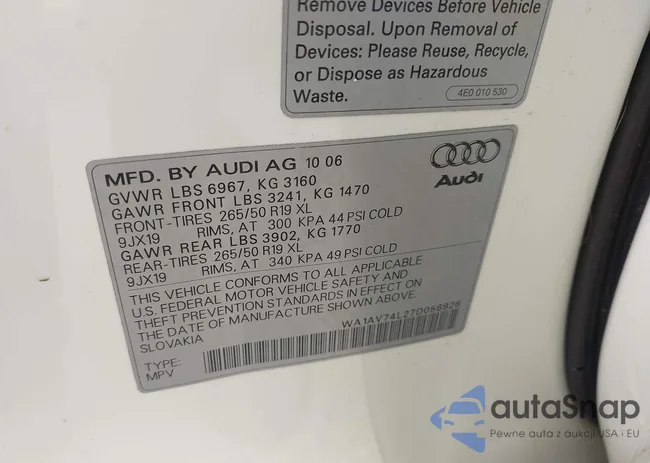 Remove Devices Before Vehicle
Disposal. Upon Removal of
Devices: Please Reuse, Recycle,
or Dispose as Hazardous
Waste.
4E0 010 530
MFD. BY AUDI AG 10 06
GVWR LBS 6967, KG 3160
GAWR FRONT LBS 3241, KG 1470
FRONT-TIRES 265/50 R19 XL
9JX19 RIMS, AT 300 KPA 44 PSI COLD
GAWR REAR LBS 3902, KG 1770
REAR-TIRES 265/50 R19 XL
9JX19 RIMS, AT 340 KPA 49 PSI COLD
THIS VEHICLE CONFORMS TO ALL APPLICABLE
U.S. FEDERAL MOTOR VEHICLE SAFETY AND
THEFT PREVENTION STANDARDS IN EFFECT ON
THE DATE OF MANUFACTURE SHOWN ABOVE.
SLOVAKIA
WA1AV74L27D056926
TYPE:
MPV
Audi
autoSnap
Pewne auta z aukcji USA i EU